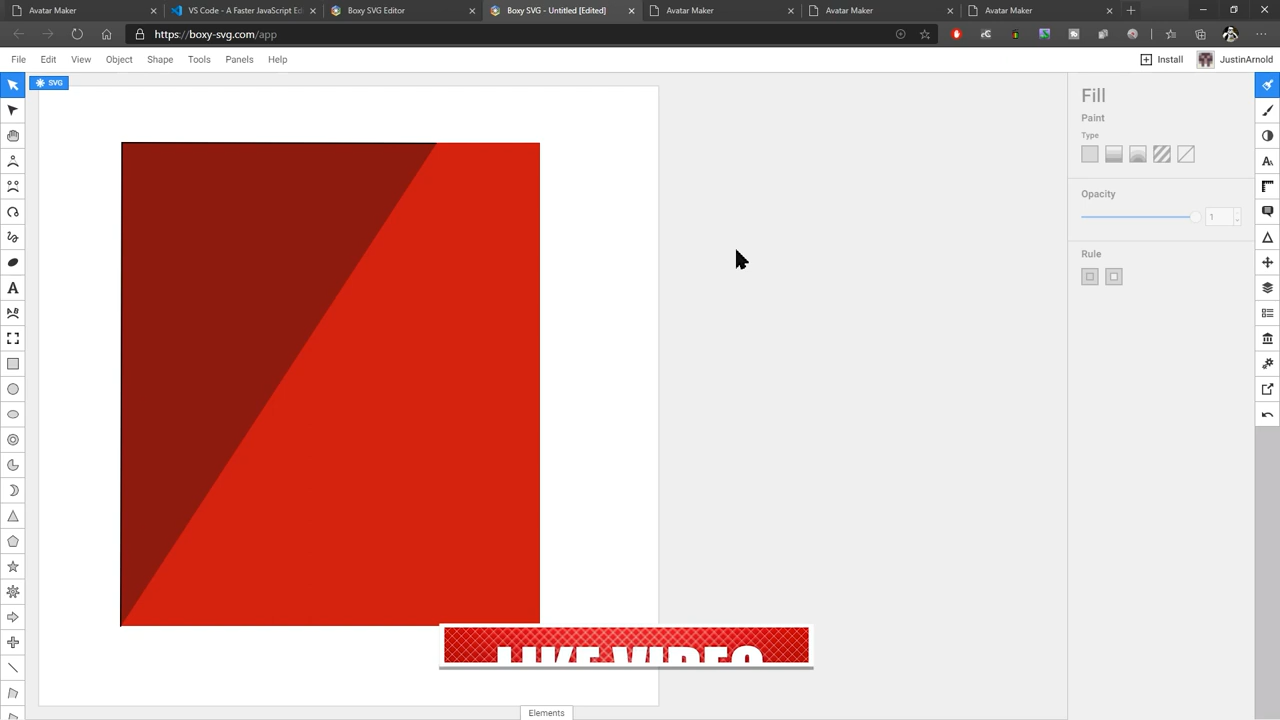 Avatar Maker
VS Code - A Faster JavaScript Ed
Boxy SVG Editor
Boxy SVG - Untitled [Edited]
Avatar Maker
Avatar Maker
Avatar Maker
https://boxy-svg.com/app
File Edit View Object Shape Tools Panels Help
Install JustinArnold
SVG
Fill
Paint
Type
Opacity
1
Rule
LIKE VIDEO
Elements